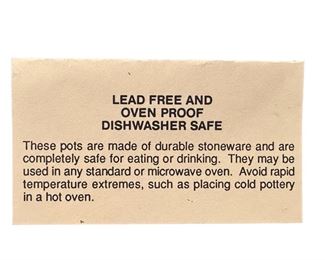 LEAD FREE AND
OVEN PROOF
DISHWASHER SAFE
These pots are made of durable stoneware and are
completely safe for eating or drinking. They may be
used in any standard or microwave oven. Avoid rapid
temperature extremes, such as placing cold pottery
in a hot oven.